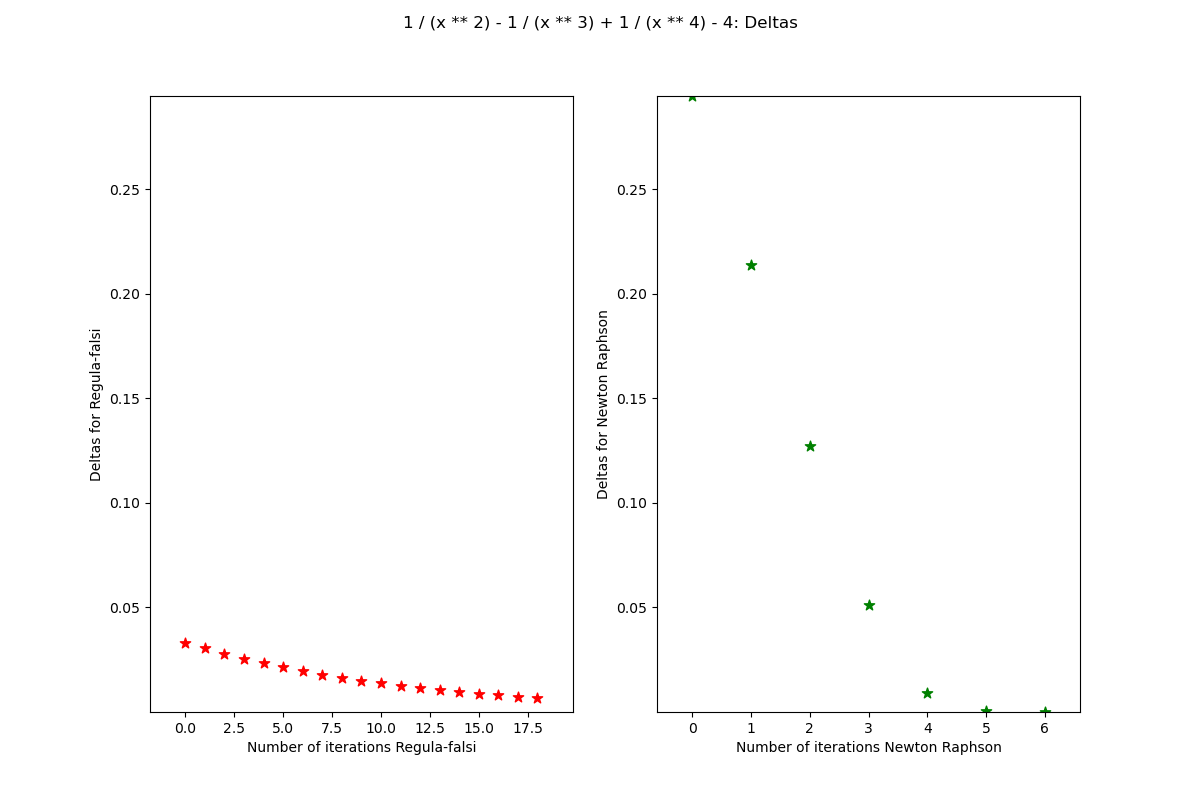 1 / (x ** 2) - 1 / (x ** 3) + 1 / (x ** 4) - 4: Deltas
Deltas for Regula-falsi
0.25
0.20
0.15
0.10
0.05
0.0 2.5 5.0 7.5 10.0 12.5 15.0 17.5
Number of iterations Regula-falsi
Deltas for Newton Raphson
0.25
0.20
0.15
0.10
0.05
0 1 2 3 4 5 6
Number of iterations Newton Raphson